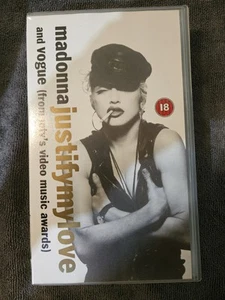 madonna
justifymylove
and vogue (from mtv's video music awards)
18